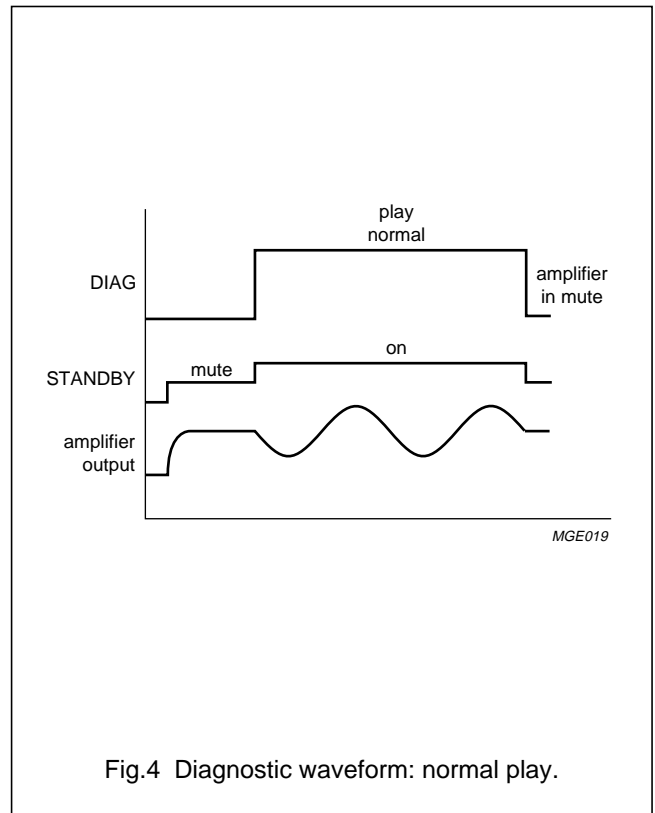 play
normal
DIAG
amplifier
in mute
on
mute
STANDBY
amplifier
output
MGE019
Fig.4 Diagnostic waveform: normal play.